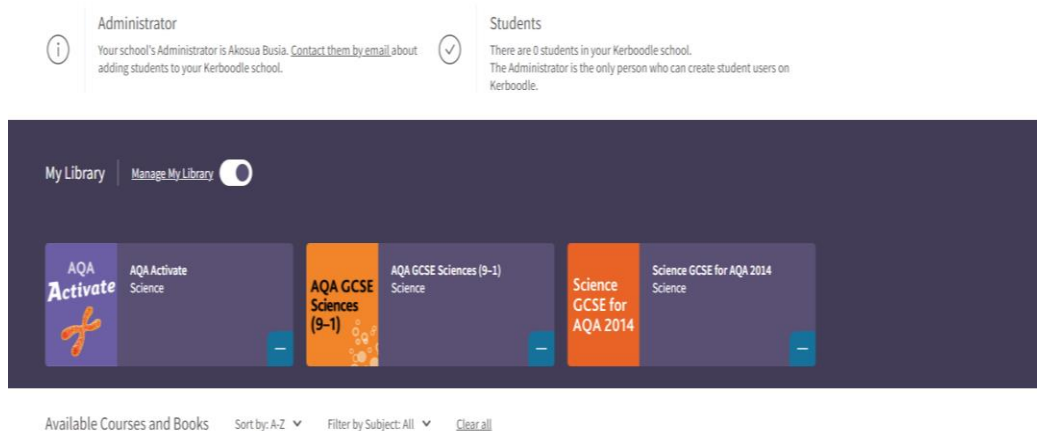 Administrator
Your school's Administrator is Akosua Busia. Contact them by email about
adding students to your Kerboodle school.
Students
There are 0 students in your Kerboodle school.
The Administrator is the only person who can create student users on
Kerboodle.
My Library
Manage My Library
AQA
Activate
AQA Activate
Science
AQA GCSE
Sciences
(9–1)
AQA GCSE Sciences (9–1)
Science
Science
GCSE for
AQA 2014
Science GCSE for AQA 2014
Science
Available Courses and Books
Sort by: A-Z
Filter by Subject: All
Clear all